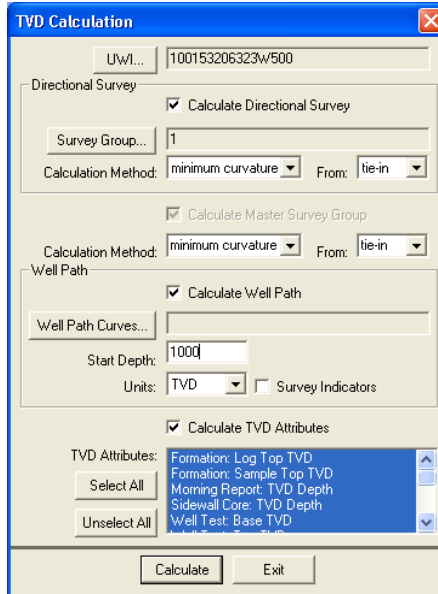 TVD Calculation
UWI... 100153206323W500
Directional Survey
Calculate Directional Survey
Survey Group... 1
Calculation Method: minimum curvature From: tie-in
Calculate Master Survey Group
Calculation Method: minimum curvature From: tie-in
Well Path
Calculate Well Path
Well Path Curves...
Start Depth: 1000
Units: TVD Survey Indicators
Calculate TVD Attributes
TVD Attributes: Formation: Log Top TVD
Formation: Sample Top TVD
Select All Morning Report: TVD Depth
Sidewall Core: TVD Depth
Unselect All Well Test: Base TVD
Calculate Exit